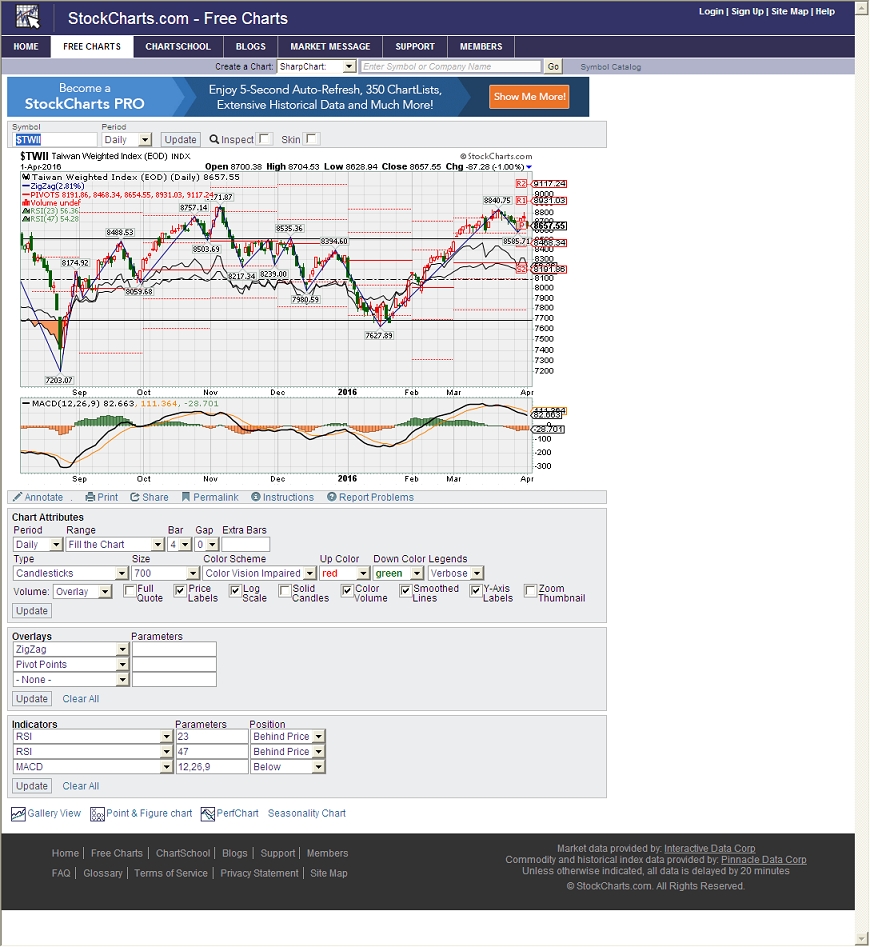 StockCharts.com - Free Charts
Login | Sign Up | Site Map | Help
HOME FREE CHARTS CHARTSCHOOL BLOGS MARKET MESSAGE SUPPORT MEMBERS
Create a Chart: SharpChart: Enter Symbol or Company Name Go Symbol Catalog
Become a
StockCharts PRO
Enjoy 5-Second Auto-Refresh, 350 ChartLists,
Extensive Historical Data and Much More!
Show Me More!
Symbol Period
$TWII Daily Update Inspect Skin
$TWII Taiwan Weighted Index (EOD) INDX © StockCharts.com
1-Apr-2016 Open 8700.38 High 8704.53 Low 8628.94 Close 8657.55 Chg -87.28 (-1.00%)
$TWII Taiwan Weighted Index (EOD) (Daily) 8657.55
ZigZag(2.81%)
PIVOTS 8191.86, 8468.34, 8654.55, 8931.03, 9117.24
Volume undef
RSI(23) 56.36
RSI(47) 54.28
R2 9117.24
9000
R1 8931.03
8840.75
8800
8757.14
8657.55
8585.71
8535.36
8503.69
8488.53
8468.34
8394.60
8300
8239.00
8217.34
8191.86
8174.92
8100
8059.68
8000
7980.59
7900
7800
7700
7627.89
7600
7500
7400
7300
7203.07
7200
Sep Oct Nov Dec 2016 Feb Mar Apr
MACD(12,26,9) 82.663, 111.364, -28.701
111.364
82.663
-28.701
-100
-200
-300
Sep Oct Nov Dec 2016 Feb Mar Apr
Annotate . Print Share Permalink Instructions Report Problems
Chart Attributes
Period Range Bar Gap Extra Bars
Daily Fill the Chart 4 0
Type Size Color Scheme Up Color Down Color Legends
Candlesticks 700 Color Vision Impaired red green Verbose
Volume: Overlay Full Quote Price Labels Log Scale Solid Candles Color Volume Smoothed Lines Y-Axis Labels Zoom Thumbnail
Update
Overlays Parameters
ZigZag
Pivot Points
- None -
Update Clear All
Indicators Parameters Position
RSI 23 Behind Price
RSI 47 Behind Price
MACD 12,26,9 Below
Update Clear All
Gallery View Point & Figure chart PerfChart Seasonality Chart
Home | Free Charts | ChartSchool | Blogs | Support | Members
FAQ | Glossary | Terms of Service | Privacy Statement | Site Map
Market data provided by: Interactive Data Corp
Commodity and historical index data provided by: Pinnacle Data Corp
Unless otherwise indicated, all data is delayed by 20 minutes
© StockCharts.com. All Rights Reserved.